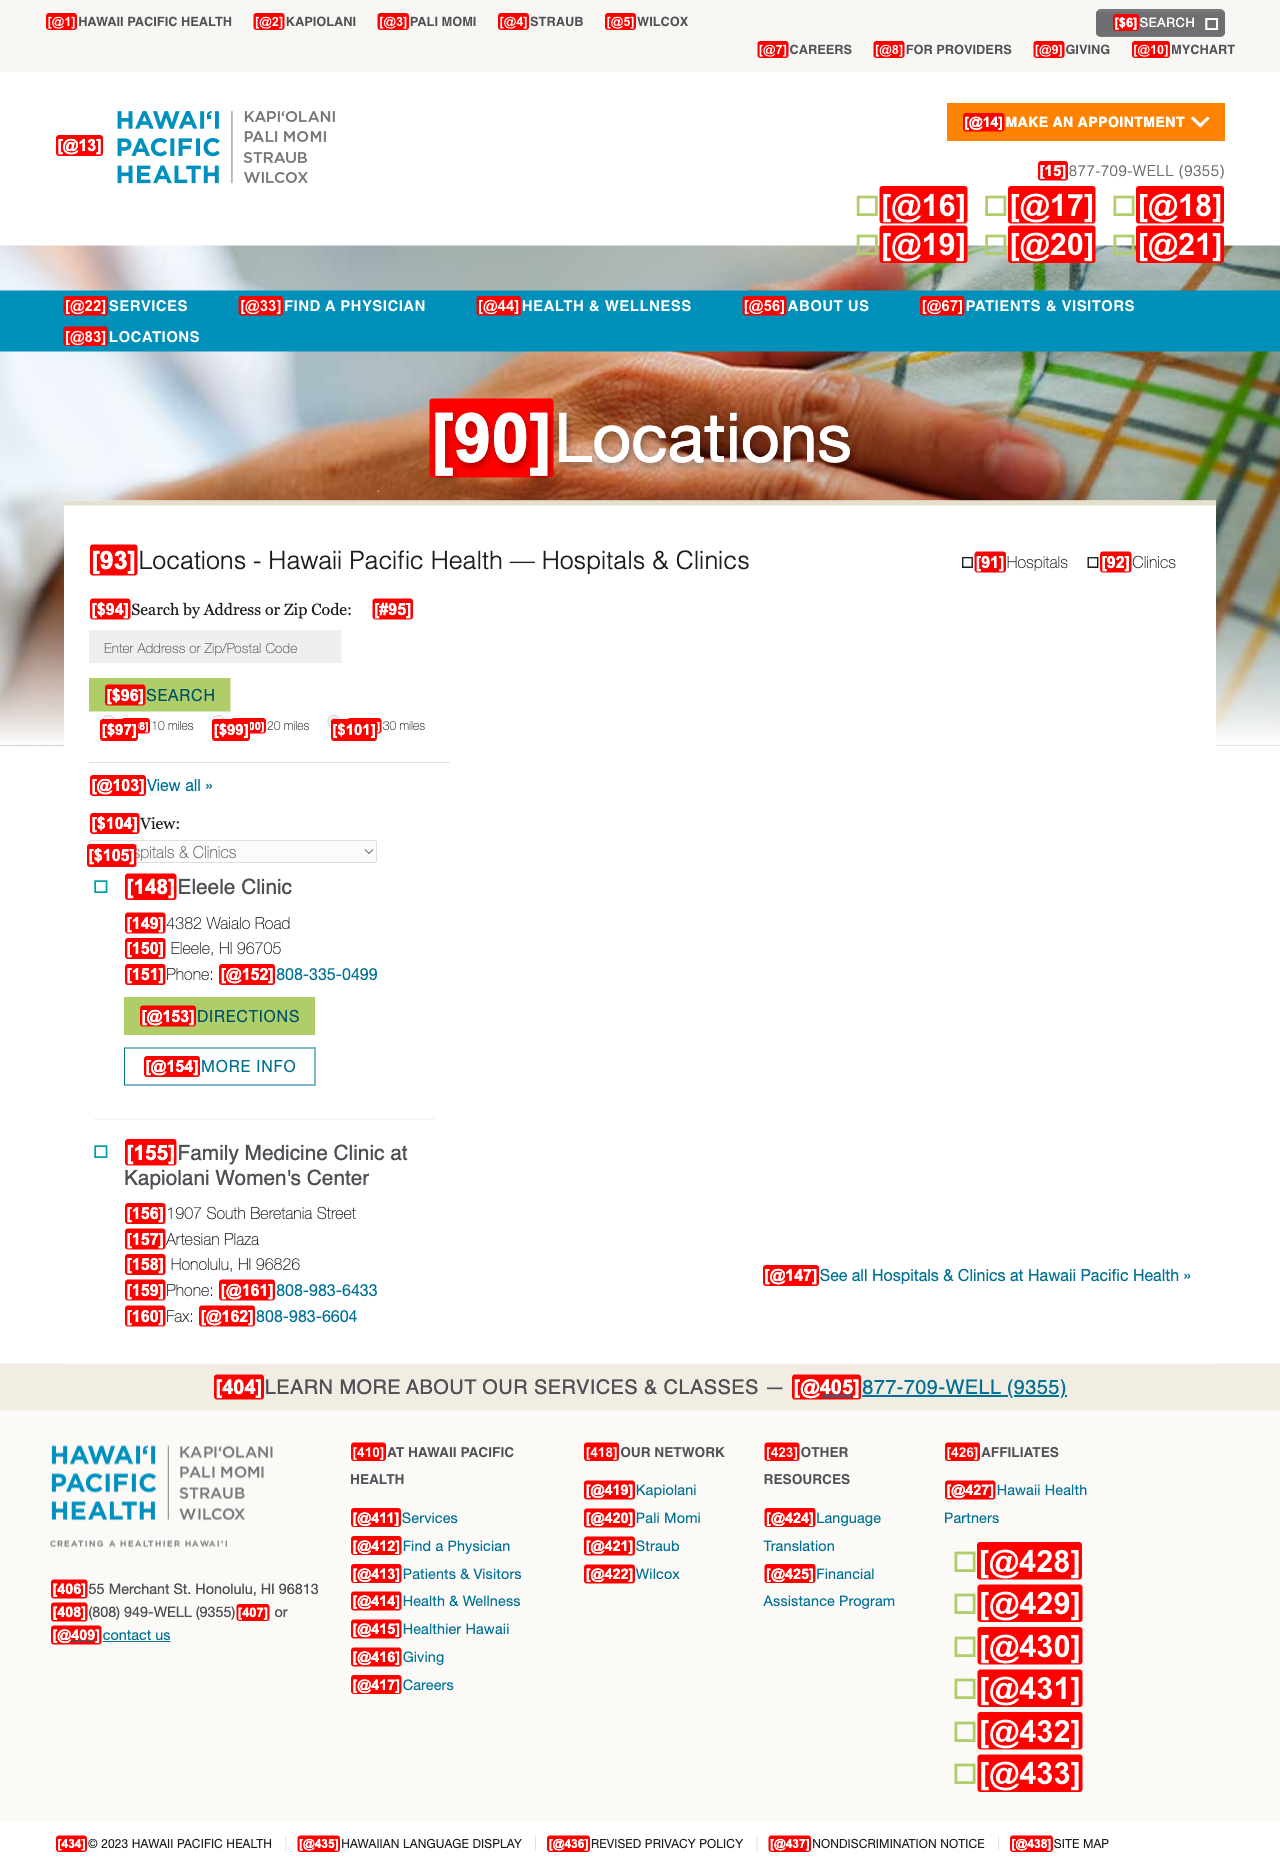 [@1]HAWAII PACIFIC HEALTH [@2]KAPIOLANI [@3]PALI MOMI [@4]STRAUB [@5]WILCOX
[$6]SEARCH
[@7]CAREERS [@8]FOR PROVIDERS [@9]GIVING [@10]MYCHART
[@13]
HAWAI‘I
PACIFIC
HEALTH
KAPI‘OLANI
PALI MOMI
STRAUB
WILCOX
[@14]MAKE AN APPOINTMENT
[15]877-709-WELL (9355)
[@16] [@17] [@18]
[@19] [@20] [@21]
[@22]SERVICES [@33]FIND A PHYSICIAN [@44]HEALTH & WELLNESS [@56]ABOUT US [@67]PATIENTS & VISITORS
[@83]LOCATIONS
[90]Locations
[93]Locations - Hawaii Pacific Health — Hospitals & Clinics
[91]Hospitals [92]Clinics
[$94]Search by Address or Zip Code: [#95]
Enter Address or Zip/Postal Code
[$96]SEARCH
[$97] 10 miles [$99] 20 miles [$101] 30 miles
[@103]View all »
[$104]View:
[$105]spitals & Clinics
[148]Eleele Clinic
[149]4382 Waialo Road
[150] Eleele, HI 96705
[151]Phone: [@152]808-335-0499
[@153]DIRECTIONS
[@154]MORE INFO
[155]Family Medicine Clinic at
Kapiolani Women's Center
[156]1907 South Beretania Street
[157]Artesian Plaza
[158] Honolulu, HI 96826
[159]Phone: [@161]808-983-6433
[160]Fax: [@162]808-983-6604
[@147]See all Hospitals & Clinics at Hawaii Pacific Health »
[404]LEARN MORE ABOUT OUR SERVICES & CLASSES — [@405]877-709-WELL (9355)
HAWAI‘I
PACIFIC
HEALTH
KAPI‘OLANI
PALI MOMI
STRAUB
WILCOX
CREATING A HEALTHIER HAWAI‘I
[406]55 Merchant St. Honolulu, HI 96813
[408](808) 949-WELL (9355)[407] or
[@409]contact us
[410]AT HAWAII PACIFIC
HEALTH
[@411]Services
[@412]Find a Physician
[@413]Patients & Visitors
[@414]Health & Wellness
[@415]Healthier Hawaii
[@416]Giving
[@417]Careers
[418]OUR NETWORK
[@419]Kapiolani
[@420]Pali Momi
[@421]Straub
[@422]Wilcox
[423]OTHER
RESOURCES
[@424]Language
Translation
[@425]Financial
Assistance Program
[426]AFFILIATES
[@427]Hawaii Health
Partners
[@428]
[@429]
[@430]
[@431]
[@432]
[@433]
[434]© 2023 HAWAII PACIFIC HEALTH [@435]HAWAIIAN LANGUAGE DISPLAY [@436]REVISED PRIVACY POLICY [@437]NONDISCRIMINATION NOTICE [@438]SITE MAP